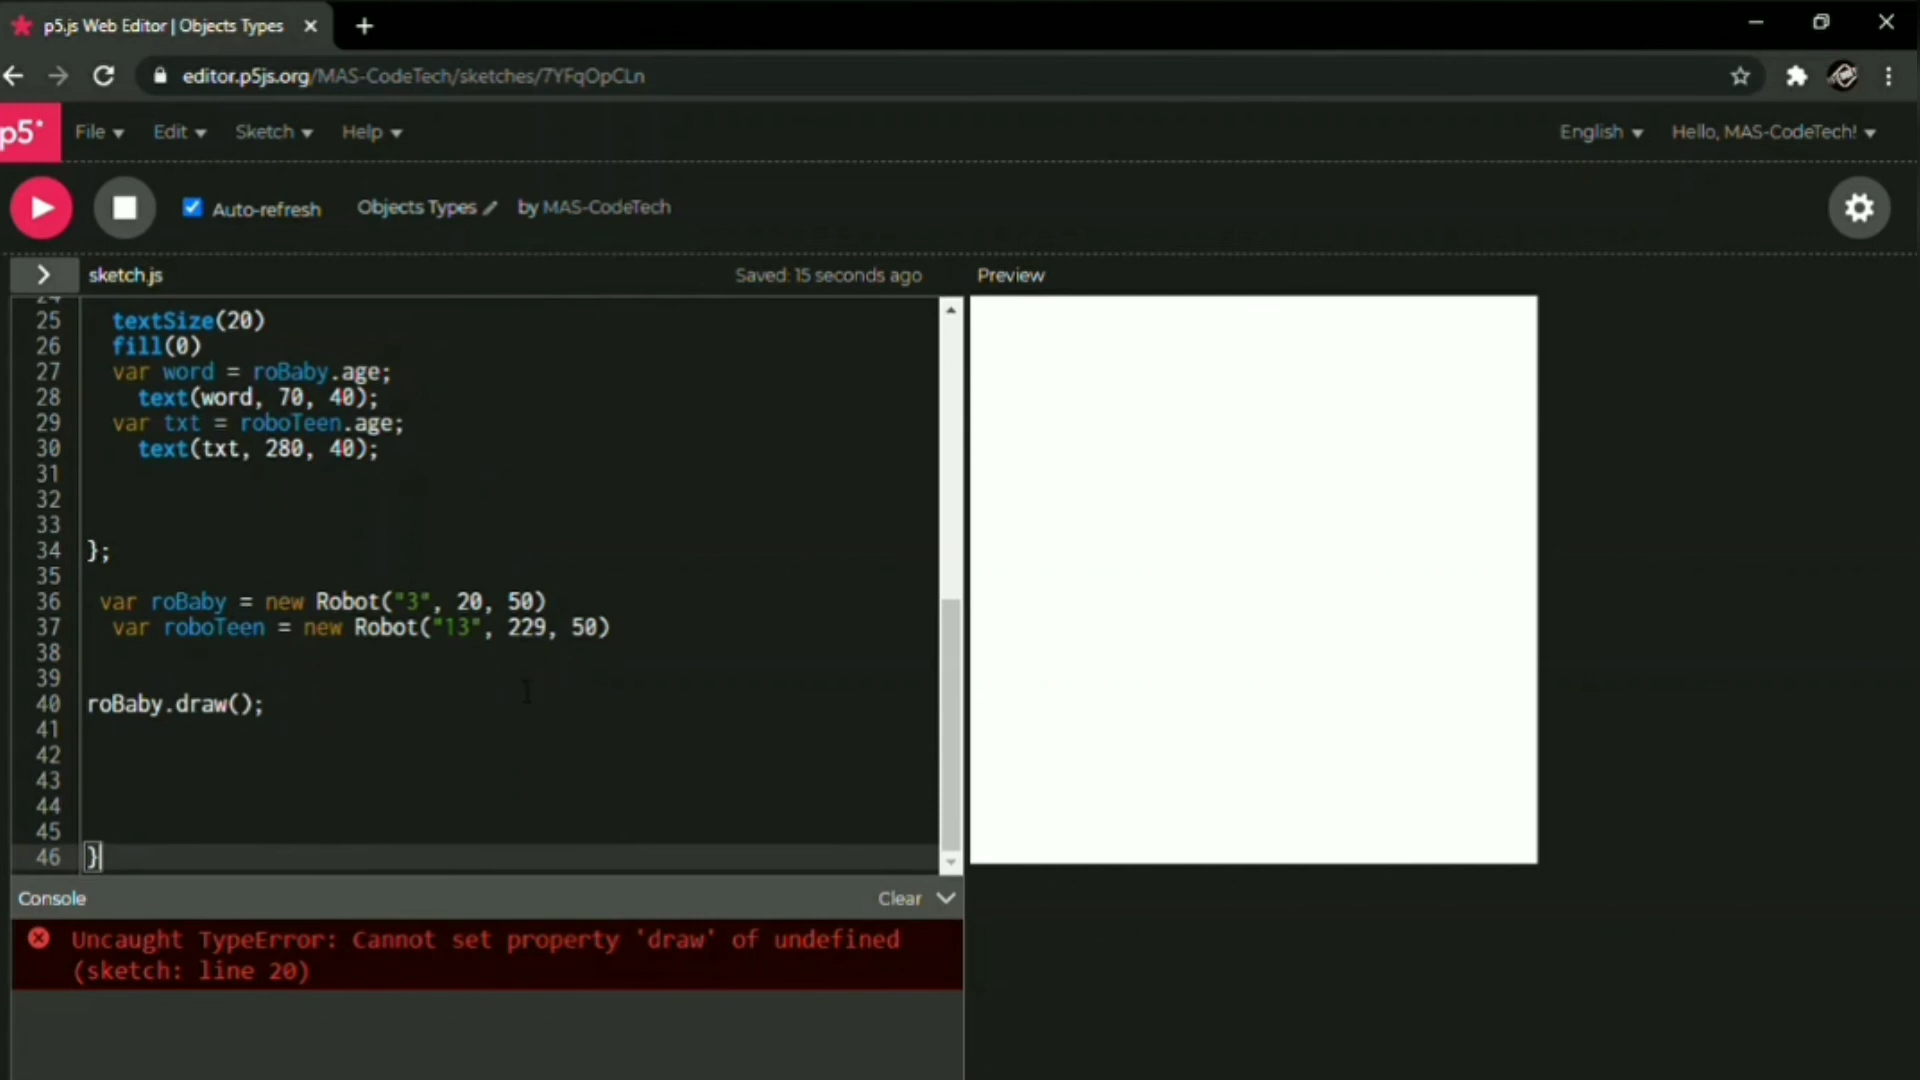 p5.js Web Editor | Objects Types
editor.p5js.org/MAS-CodeTech/sketches/7YFqOpCLn
p5* File Edit Sketch Help English Hello, MAS-CodeTech!
Auto-refresh Objects Types by MAS-CodeTech
sketch.js Saved: 15 seconds ago Preview
24
25 textSize(20)
26 fill(0)
27 var word = roBaby.age;
28 text(word, 70, 40);
29 var txt = roboTeen.age;
30 text(txt, 280, 40);
31
32
33
34 };
35
36 var roBaby = new Robot("3", 20, 50)
37 var roboTeen = new Robot("13", 229, 50)
38
39
40 roBaby.draw();
41
42
43
44
45
46 }
Console Clear
Uncaught TypeError: Cannot set property 'draw' of undefined
(sketch: line 20)